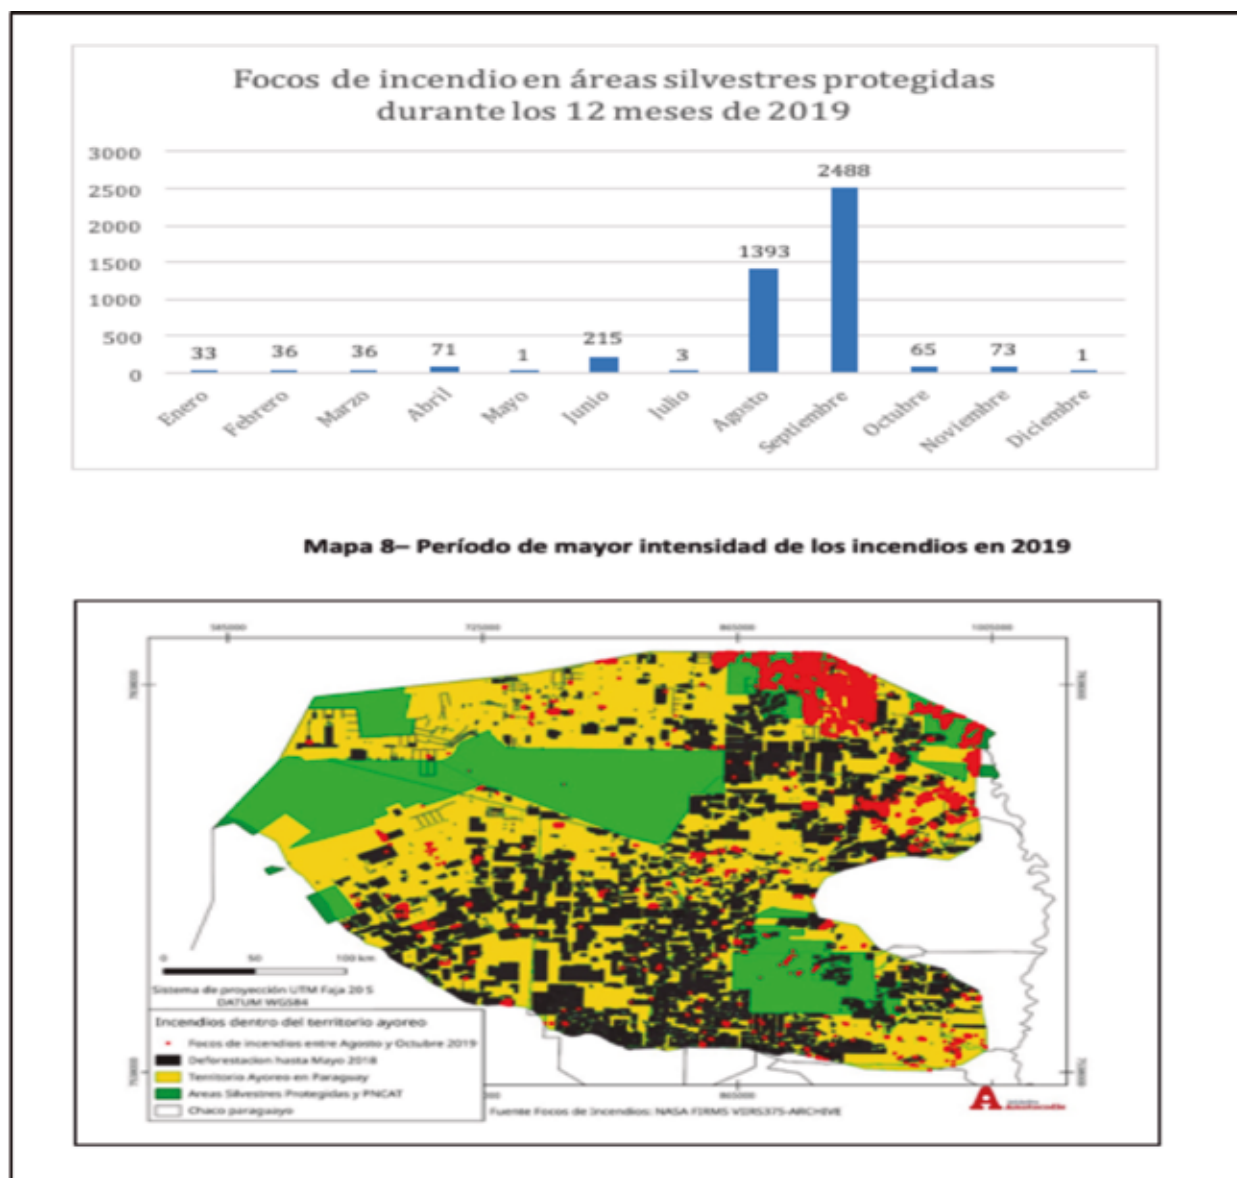 Focos de incendio en áreas silvestres protegidas
durante los 12 meses de 2019
3000
2500
2000
1500
1000
500
0
33
36
36
71
1
215
3
1393
2488
65
73
1
Enero
Febrero
Marzo
Abril
Mayo
Junio
Julio
Agosto
Septiembre
Octubre
Noviembre
Diciembre
Mapa 8– Período de mayor intensidad de los incendios en 2019
585000
725000
865000
1005000
0 50 100 km
Sistema de proyección UTM Faja 20 S
DATUM WGS84
Incendios dentro del territorio ayoreo
Focos de incendios entre Agosto y Octubre 2019
Deforestacion hasta Mayo 2018
Territorio Ayoreo en Paraguay
Areas Silvestres Protegidas y PNCAT
Chaco paraguayo
865000
Fuente Focos de Incendios: NASA FIRMS VIIRS375-ARCHIVE